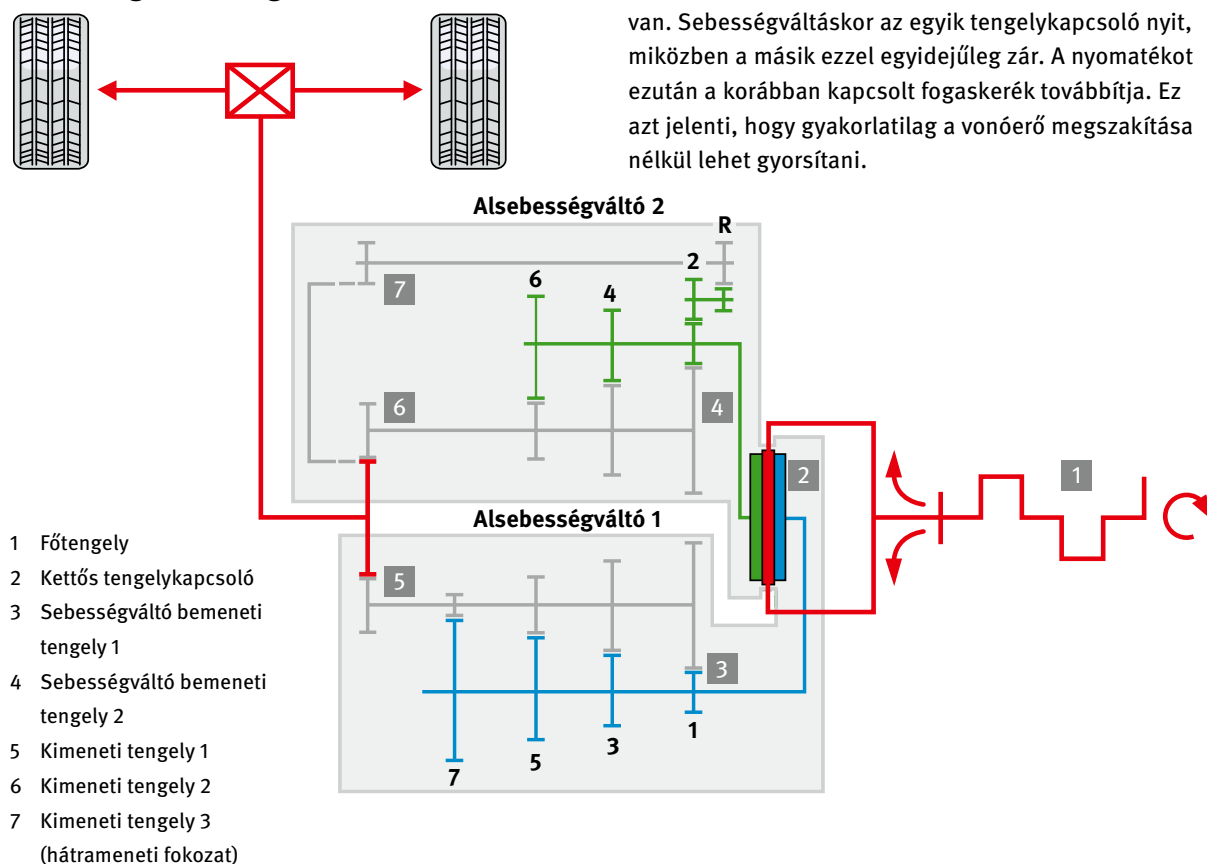 van. Sebességváltáskor az egyik tengelykapcsoló nyit,
miközben a másik ezzel egyidejűleg zár. A nyomatékot
ezután a korábban kapcsolt fogaskerék továbbítja. Ez
azt jelenti, hogy gyakorlatilag a vonóerő megszakítása
nélkül lehet gyorsítani.
Alsebességváltó 2
R
2
6
4
7
6
4
2
1
Alsebességváltó 1
5
3
1
3
5
7
1 Főtengely
2 Kettős tengelykapcsoló
3 Sebességváltó bemeneti
tengely 1
4 Sebességváltó bemeneti
tengely 2
5 Kimeneti tengely 1
6 Kimeneti tengely 2
7 Kimeneti tengely 3
(hátrameneti fokozat)